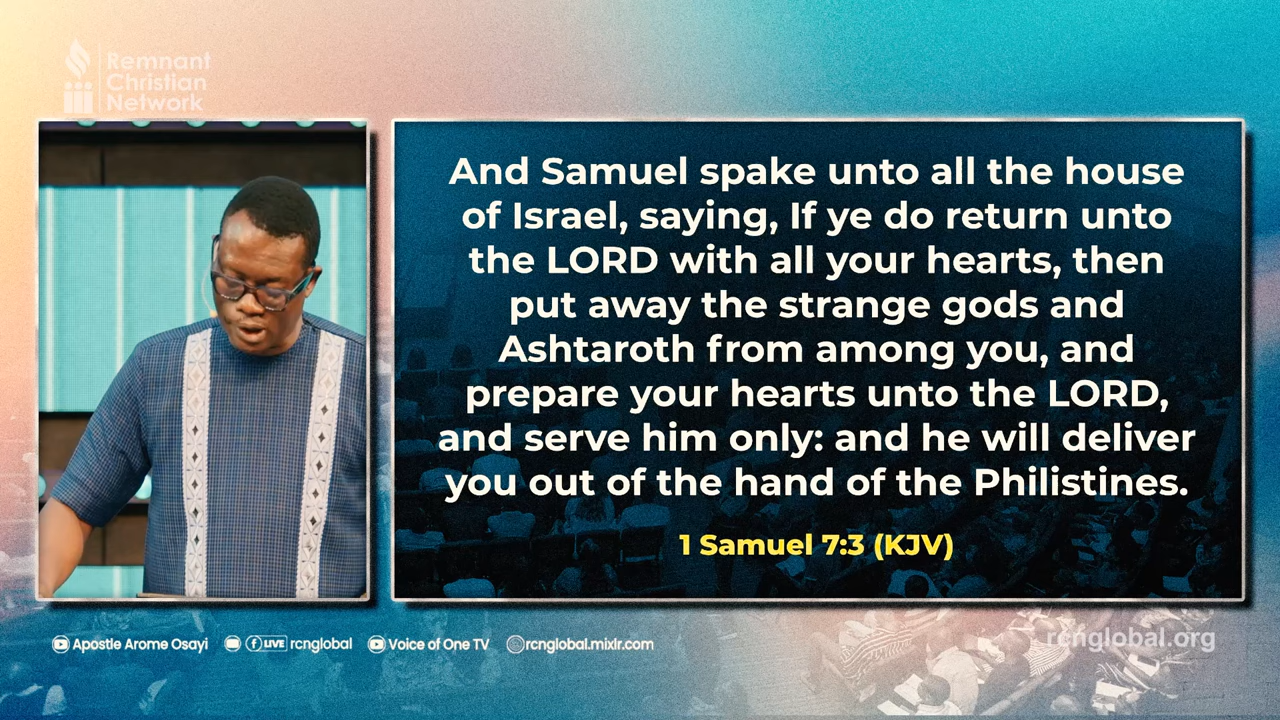 Remnant
Christian
Network
And Samuel spake unto all the house
of Israel, saying, If ye do return unto
the LORD with all your hearts, then
put away the strange gods and
Ashtaroth from among you, and
prepare your hearts unto the LORD,
and serve him only: and he will deliver
you out of the hand of the Philistines.
1 Samuel 7:3 (KJV)
Apostle Arome Osayi f LIVE rcnglobal Voice of One TV rcnglobal.mixlr.com
rcnglobal.org